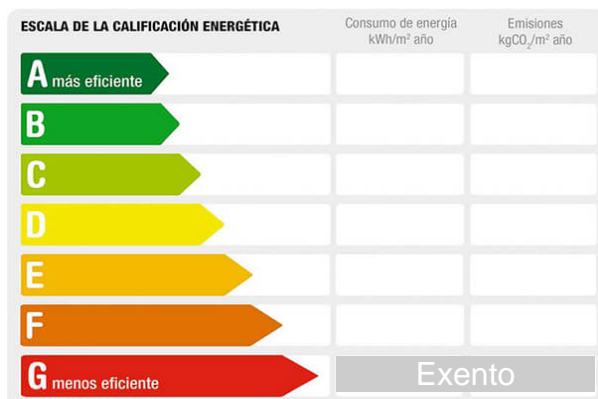 ESCALA DE LA CALIFICACIÓN ENERGÉTICA
Consumo de energía
kWh/m² año
Emisiones
kgCO₂/m² año
A más eficiente
B
C
D
E
F
G menos eficiente
Exento